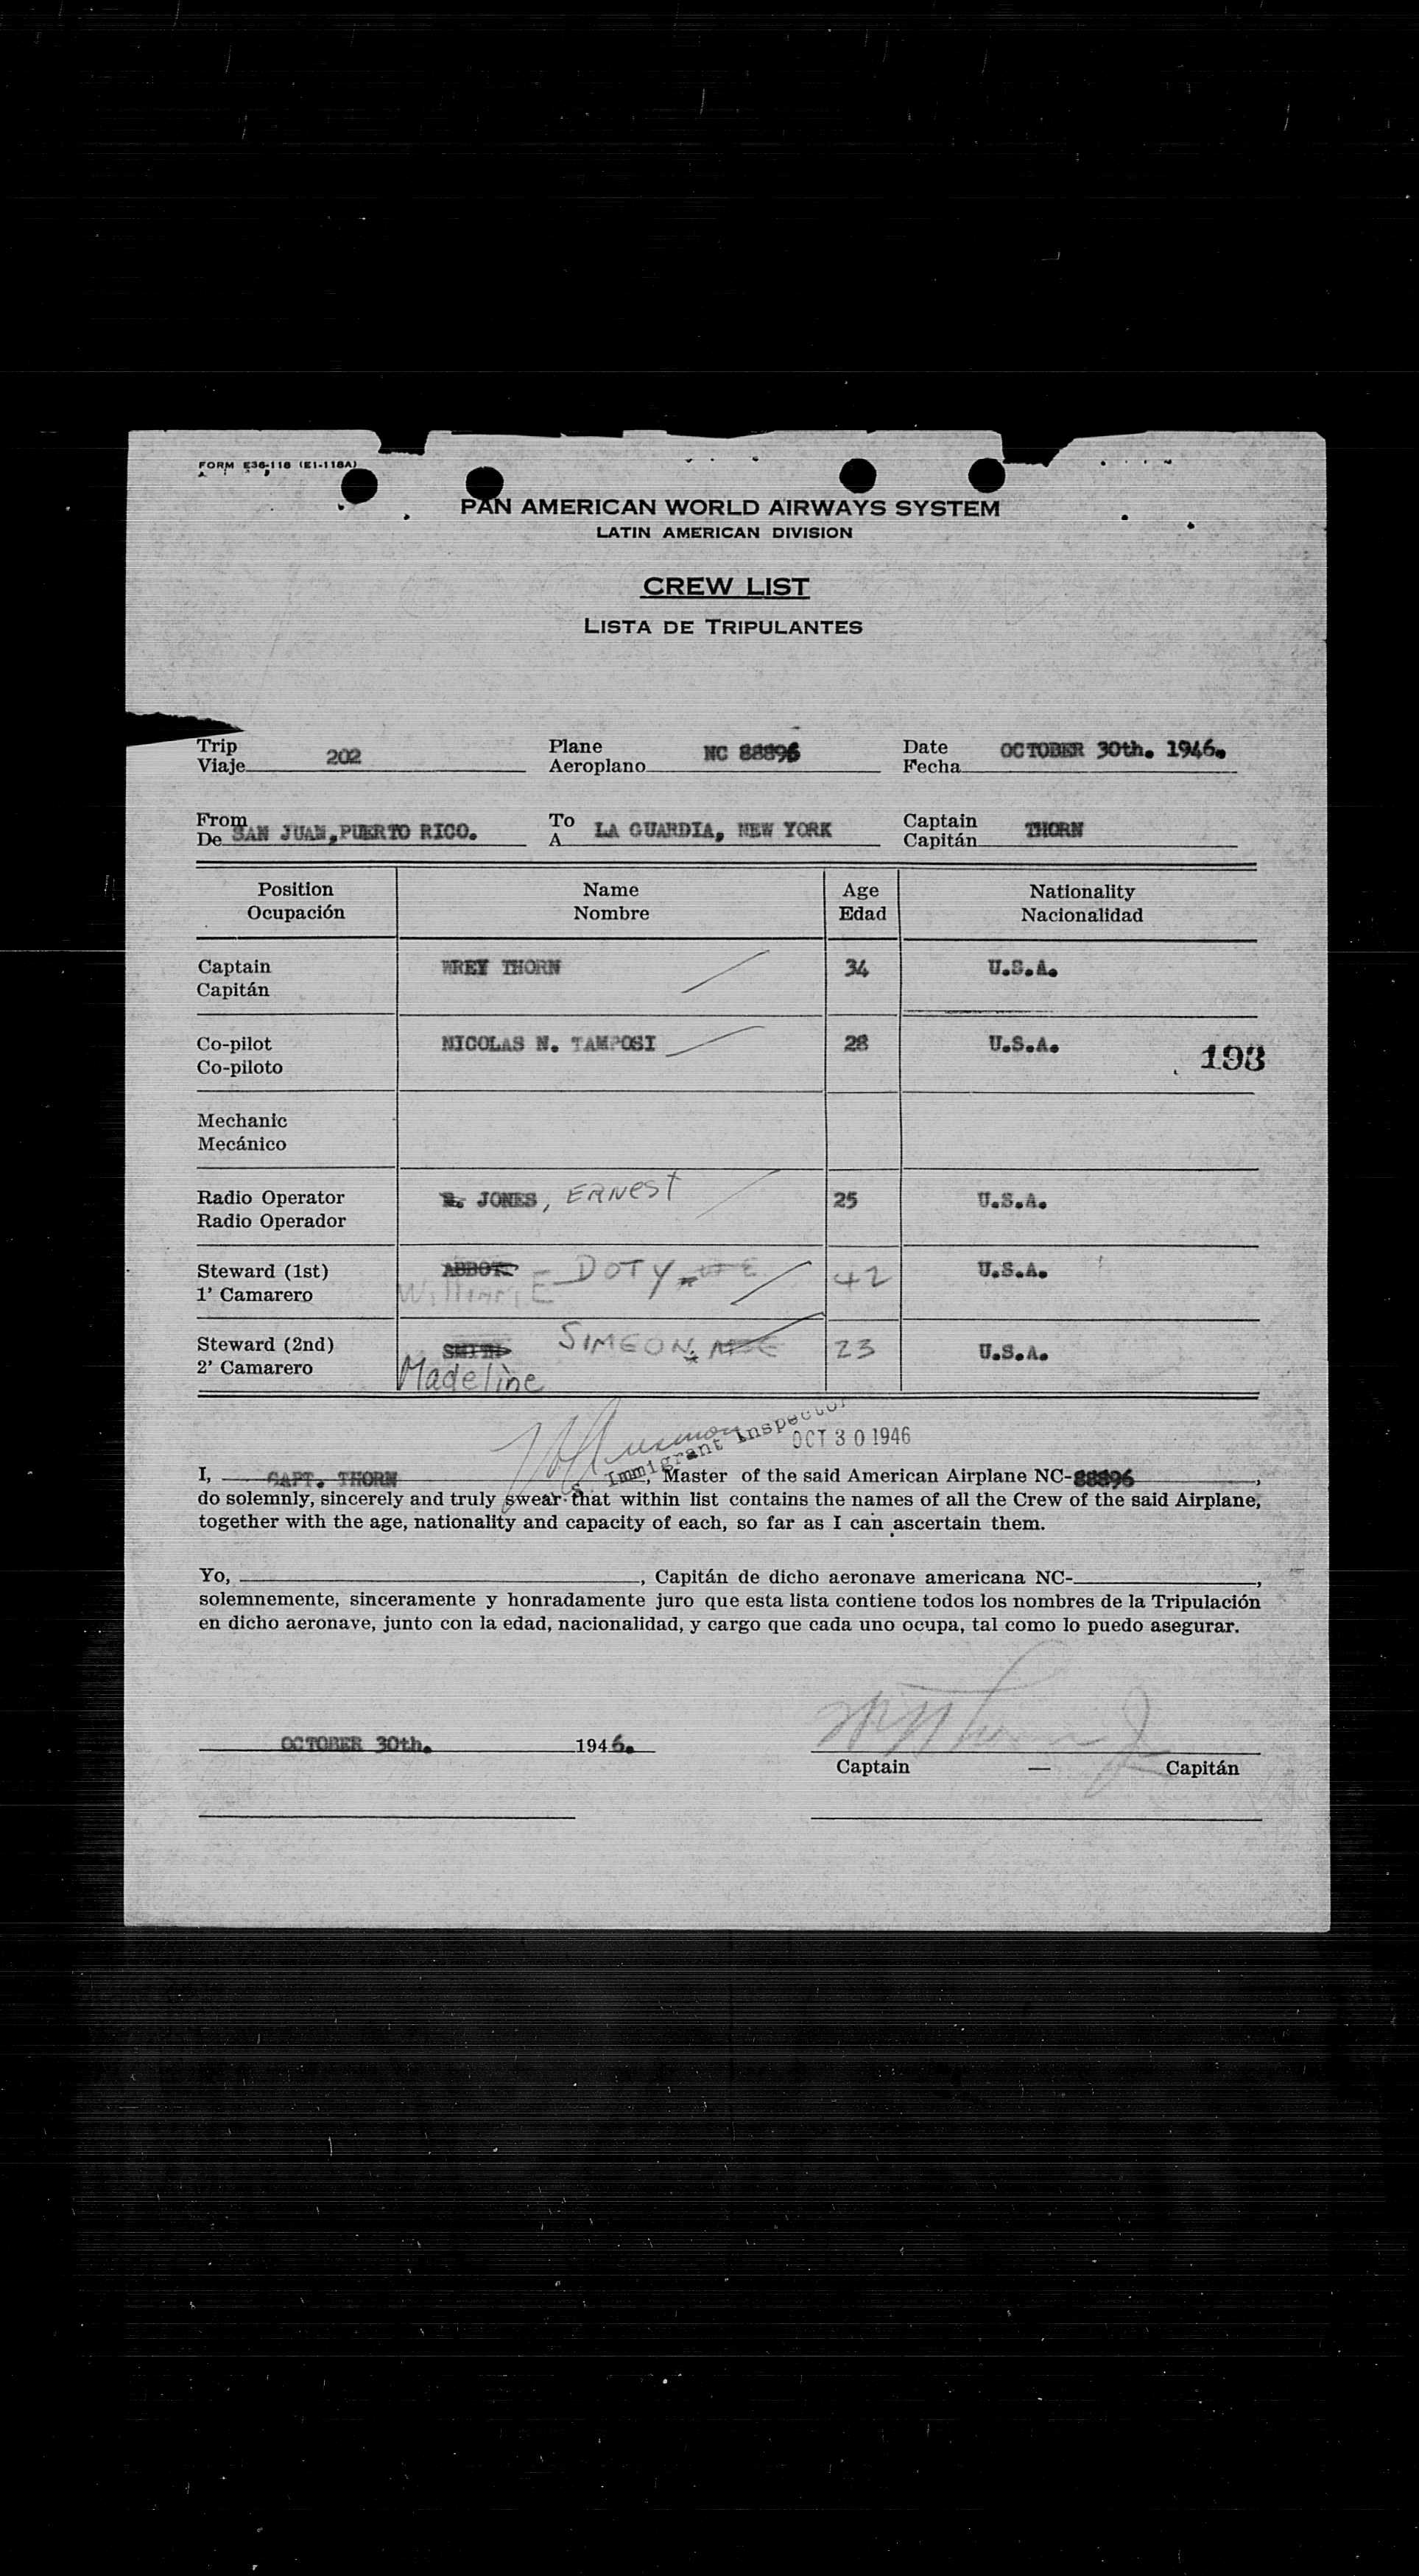 FORM E36-118 (E1-118A)
PAN AMERICAN WORLD AIRWAYS SYSTEM
LATIN AMERICAN DIVISION
CREW LIST
LISTA DE TRIPULANTES
Trip 202 Plane NC 88896 Date OCTOBER 30th. 1946.
Viaje Aeroplano Fecha
From SAN JUAN, PUERTO RICO. To LA GUARDIA, NEW YORK Captain THORN
De A Capitán
Position Name Age Nationality
Ocupación Nombre Edad Nacionalidad
Captain WREY THORN 34 U.S.A.
Capitán
Co-pilot NICOLAS N. TAMPOSI 28 U.S.A.
Co-piloto 193
Mechanic
Mecánico
Radio Operator JONES, ERNEST 25 U.S.A.
Radio Operador
Steward (1st) ABBOT DOTY 42 U.S.A.
1' Camarero William E
Steward (2nd) SIMEON 23 U.S.A.
2' Camarero Madeline
Immigrant Inspector
OCT 30 1946
I, CAPT. THORN, Master of the said American Airplane NC-88896,
do solemnly, sincerely and truly swear that within list contains the names of all the Crew of the said Airplane,
together with the age, nationality and capacity of each, so far as I can ascertain them.
Yo, , Capitán de dicho aeronave americana NC- ,
solemnemente, sinceramente y honradamente juro que esta lista contiene todos los nombres de la Tripulación
en dicho aeronave, junto con la edad, nacionalidad, y cargo que cada uno ocupa, tal como lo puedo asegurar.
OCTOBER 30th. 1946.
Captain — Capitán